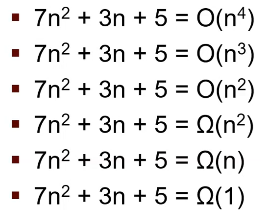 ▪ 7n² + 3n + 5 = O(n⁴)
▪ 7n² + 3n + 5 = O(n³)
▪ 7n² + 3n + 5 = O(n²)
▪ 7n² + 3n + 5 = Ω(n²)
▪ 7n² + 3n + 5 = Ω(n)
▪ 7n² + 3n + 5 = Ω(1)